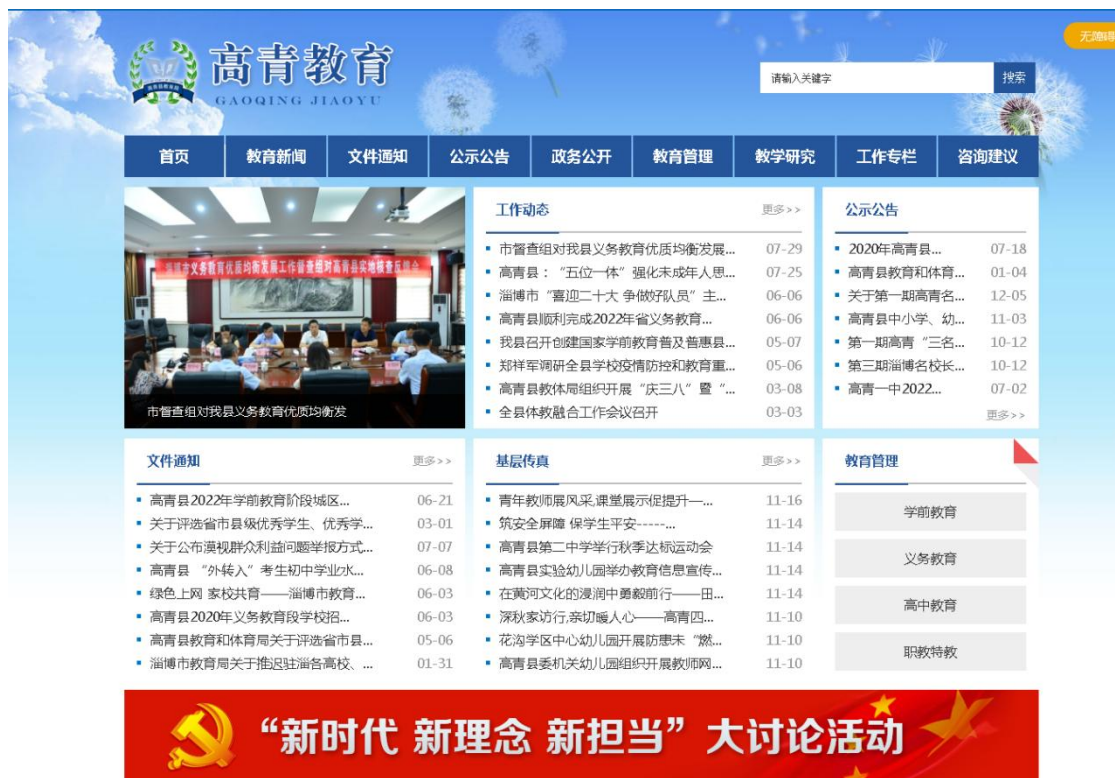 无障碍
高青教育
GAOQING JIAOYU
请输入关键字
搜索
首页 教育新闻 文件通知 公示公告 政务公开 教育管理 教学研究 工作专栏 咨询建议
淄博市义务教育优质均衡发展工作督查组对高青县实地核查反馈会
市督查组对我县义务教育优质均衡发
工作动态 更多>>
市督查组对我县义务教育优质均衡发展... 07-29
高青县：“五位一体”强化未成年人思... 07-25
淄博市“喜迎二十大 争做好队员”主... 06-06
高青县顺利完成2022年省义务教育... 06-06
我县召开创建国家学前教育普及普惠县... 05-07
郑祥军调研全县学校疫情防控和教育重... 05-06
高青县教体局组织开展“庆三八”暨“... 03-08
全县体教融合工作会议召开 03-03
公示公告
2020年高青县... 07-18
高青县教育和体育... 01-04
关于第一期高青名... 12-05
高青县中小学、幼... 11-03
第一期高青“三名... 10-12
第三期淄博名校长... 10-12
高青一中2022... 07-02
更多>>
文件通知 更多>>
高青县2022年学前教育阶段城区... 06-21
关于评选省市县级优秀学生、优秀学... 03-01
关于公布漠视群众利益问题举报方式... 07-07
高青县 “外转入”考生初中学业水... 06-08
绿色上网 家校共育——淄博市教育... 06-03
高青县2020年义务教育段学校招... 06-03
高青县教育和体育局关于评选省市县... 05-06
淄博市教育局关于推迟驻淄各高校、... 01-31
基层传真 更多>>
青年教师展风采,课堂展示促提升—... 11-16
筑安全屏障 保学生平安-----... 11-14
高青县第二中学举行秋季达标运动会 11-14
高青县实验幼儿园举办教育信息宣传... 11-14
在黄河文化的浸润中勇毅前行——田... 11-14
深秋家访行,亲切暖人心——高青四... 11-10
花沟学区中心幼儿园开展防患未“燃... 11-10
高青县委机关幼儿园组织开展教师网... 11-10
教育管理
学前教育
义务教育
高中教育
职教特教
“新时代 新理念 新担当”大讨论活动